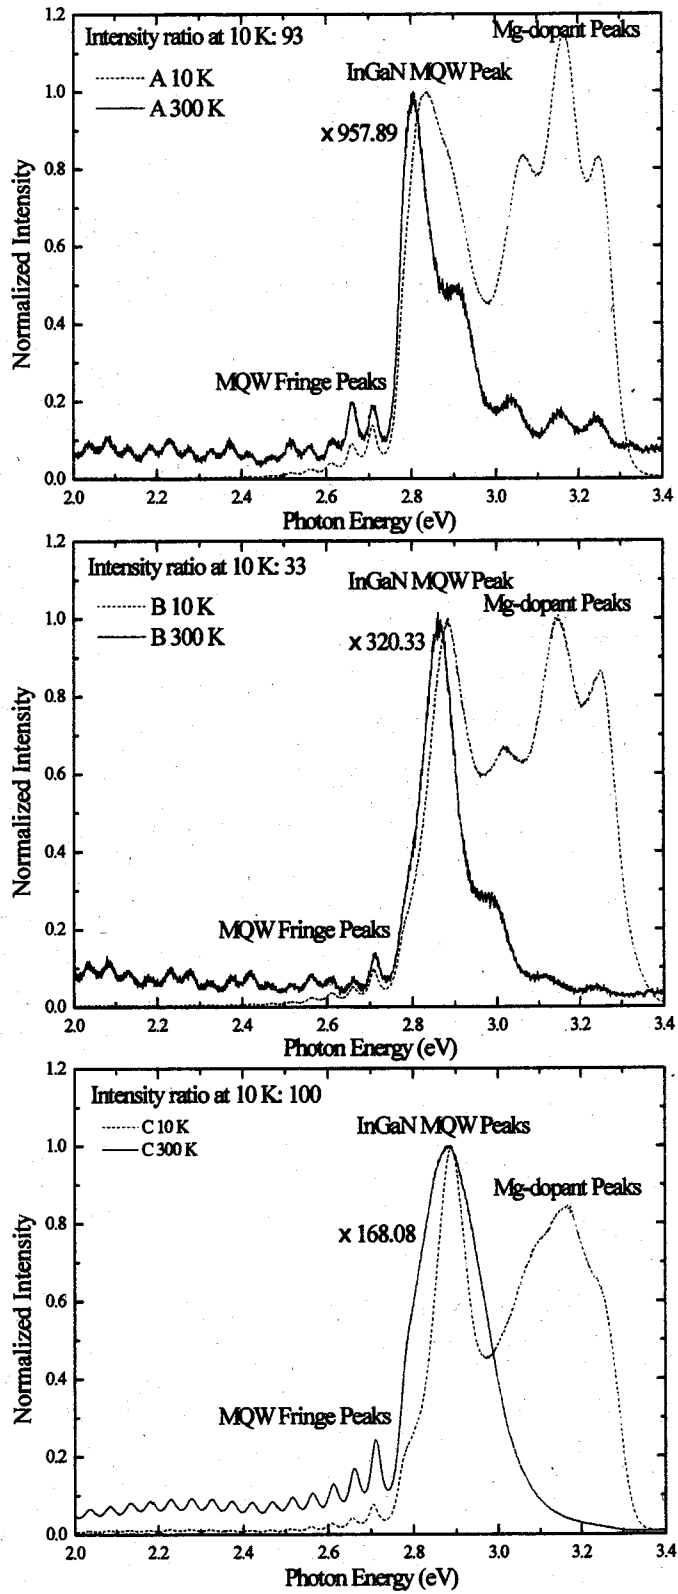 1.2
Intensity ratio at 10 K: 93
Mg-dopant Peaks
A 10 K
InGaN MQW Peak
A 300 K
1.0
x 957.89
0.8
Normalized Intensity
0.6
0.4
MQW Fringe Peaks
0.2
0.0
2.0 2.2 2.4 2.6 2.8 3.0 3.2 3.4
Photon Energy (eV)
1.2
Intensity ratio at 10 K: 33
InGaN MQW Peak
B 10 K
Mg-dopant Peaks
B 300 K
1.0
x 320.33
0.8
Normalized Intensity
0.6
0.4
MQW Fringe Peaks
0.2
0.0
2.0 2.2 2.4 2.6 2.8 3.0 3.2 3.4
Photon Energy (eV)
1.2
Intensity ratio at 10 K: 100
C 10 K
InGaN MQW Peaks
C 300 K
1.0
Mg-dopant Peaks
x 168.08
0.8
Normalized Intensity
0.6
0.4
MQW Fringe Peaks
0.2
0.0
2.0 2.2 2.4 2.6 2.8 3.0 3.2 3.4
Photon Energy (eV)